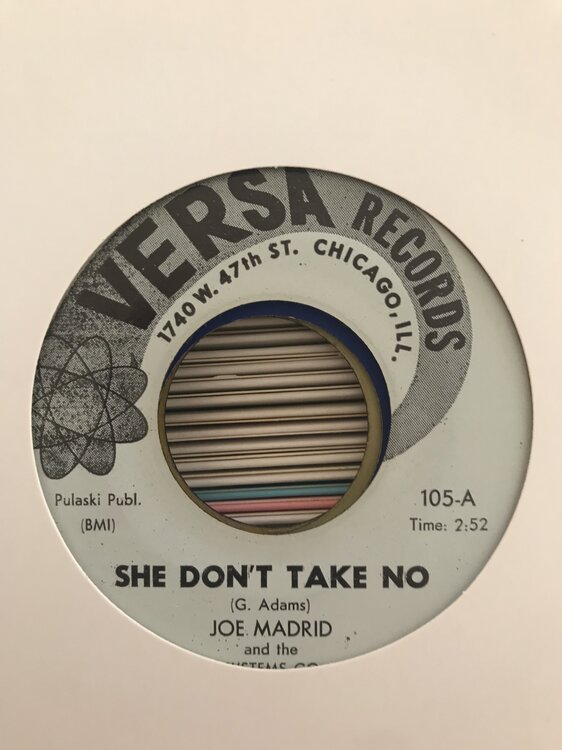 VERSA RECORDS
1740 W. 47th ST. CHICAGO, ILL.
Pulaski Publ.
(BMI)
105-A
Time: 2:52
SHE DON'T TAKE NO
(G. Adams)
JOE MADRID
and the
CO